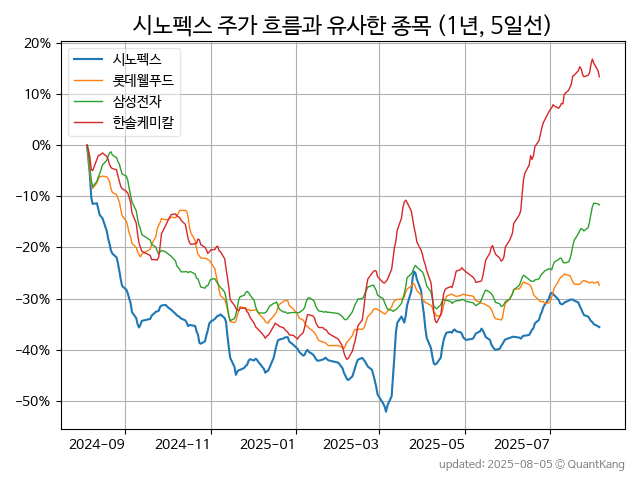 시노펙스 주가 흐름과 유사한 종목 (1년, 5일선)
20%
10%
0%
−10%
−20%
−30%
−40%
−50%
시노펙스
롯데웰푸드
삼성전자
한솔케미칼
2024-09 2024-11 2025-01 2025-03 2025-05 2025-07
updated: 2025-08-05 © QuantKang